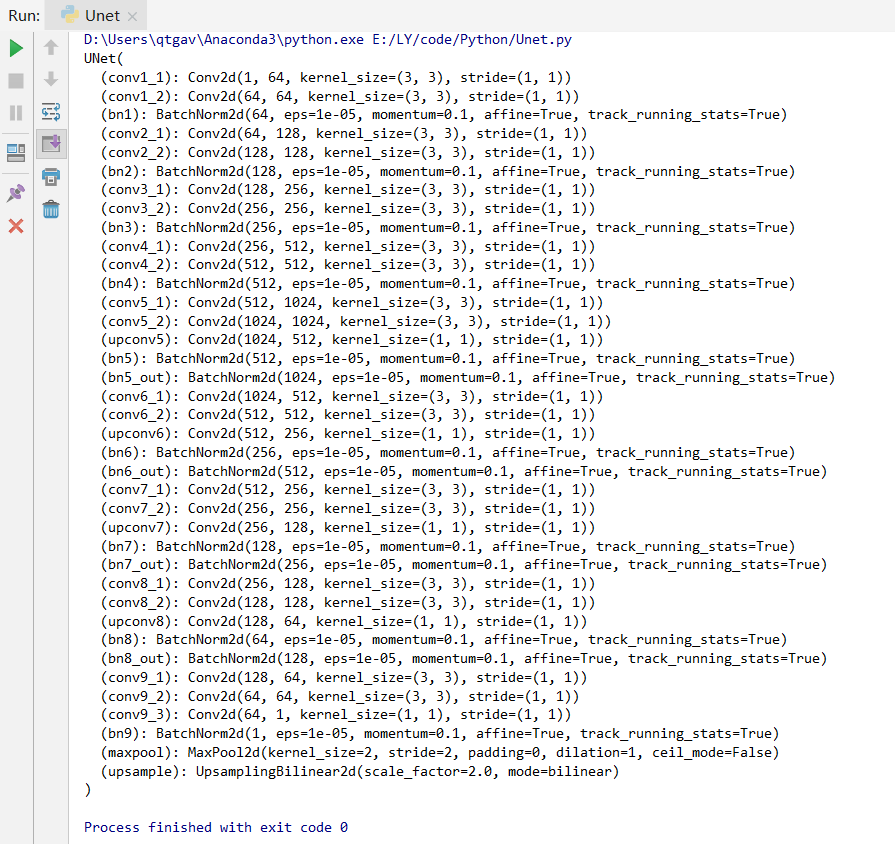 Run: Unet
D:\Users\qtgav\Anaconda3\python.exe E:/LY/code/Python/Unet.py
UNet(
  (conv1_1): Conv2d(1, 64, kernel_size=(3, 3), stride=(1, 1))
  (conv1_2): Conv2d(64, 64, kernel_size=(3, 3), stride=(1, 1))
  (bn1): BatchNorm2d(64, eps=1e-05, momentum=0.1, affine=True, track_running_stats=True)
  (conv2_1): Conv2d(64, 128, kernel_size=(3, 3), stride=(1, 1))
  (conv2_2): Conv2d(128, 128, kernel_size=(3, 3), stride=(1, 1))
  (bn2): BatchNorm2d(128, eps=1e-05, momentum=0.1, affine=True, track_running_stats=True)
  (conv3_1): Conv2d(128, 256, kernel_size=(3, 3), stride=(1, 1))
  (conv3_2): Conv2d(256, 256, kernel_size=(3, 3), stride=(1, 1))
  (bn3): BatchNorm2d(256, eps=1e-05, momentum=0.1, affine=True, track_running_stats=True)
  (conv4_1): Conv2d(256, 512, kernel_size=(3, 3), stride=(1, 1))
  (conv4_2): Conv2d(512, 512, kernel_size=(3, 3), stride=(1, 1))
  (bn4): BatchNorm2d(512, eps=1e-05, momentum=0.1, affine=True, track_running_stats=True)
  (conv5_1): Conv2d(512, 1024, kernel_size=(3, 3), stride=(1, 1))
  (conv5_2): Conv2d(1024, 1024, kernel_size=(3, 3), stride=(1, 1))
  (upconv5): Conv2d(1024, 512, kernel_size=(1, 1), stride=(1, 1))
  (bn5): BatchNorm2d(512, eps=1e-05, momentum=0.1, affine=True, track_running_stats=True)
  (bn5_out): BatchNorm2d(1024, eps=1e-05, momentum=0.1, affine=True, track_running_stats=True)
  (conv6_1): Conv2d(1024, 512, kernel_size=(3, 3), stride=(1, 1))
  (conv6_2): Conv2d(512, 512, kernel_size=(3, 3), stride=(1, 1))
  (upconv6): Conv2d(512, 256, kernel_size=(1, 1), stride=(1, 1))
  (bn6): BatchNorm2d(256, eps=1e-05, momentum=0.1, affine=True, track_running_stats=True)
  (bn6_out): BatchNorm2d(512, eps=1e-05, momentum=0.1, affine=True, track_running_stats=True)
  (conv7_1): Conv2d(512, 256, kernel_size=(3, 3), stride=(1, 1))
  (conv7_2): Conv2d(256, 256, kernel_size=(3, 3), stride=(1, 1))
  (upconv7): Conv2d(256, 128, kernel_size=(1, 1), stride=(1, 1))
  (bn7): BatchNorm2d(128, eps=1e-05, momentum=0.1, affine=True, track_running_stats=True)
  (bn7_out): BatchNorm2d(256, eps=1e-05, momentum=0.1, affine=True, track_running_stats=True)
  (conv8_1): Conv2d(256, 128, kernel_size=(3, 3), stride=(1, 1))
  (conv8_2): Conv2d(128, 128, kernel_size=(3, 3), stride=(1, 1))
  (upconv8): Conv2d(128, 64, kernel_size=(1, 1), stride=(1, 1))
  (bn8): BatchNorm2d(64, eps=1e-05, momentum=0.1, affine=True, track_running_stats=True)
  (bn8_out): BatchNorm2d(128, eps=1e-05, momentum=0.1, affine=True, track_running_stats=True)
  (conv9_1): Conv2d(128, 64, kernel_size=(3, 3), stride=(1, 1))
  (conv9_2): Conv2d(64, 64, kernel_size=(3, 3), stride=(1, 1))
  (conv9_3): Conv2d(64, 1, kernel_size=(1, 1), stride=(1, 1))
  (bn9): BatchNorm2d(1, eps=1e-05, momentum=0.1, affine=True, track_running_stats=True)
  (maxpool): MaxPool2d(kernel_size=2, stride=2, padding=0, dilation=1, ceil_mode=False)
  (upsample): UpsamplingBilinear2d(scale_factor=2.0, mode=bilinear)
)
Process finished with exit code 0